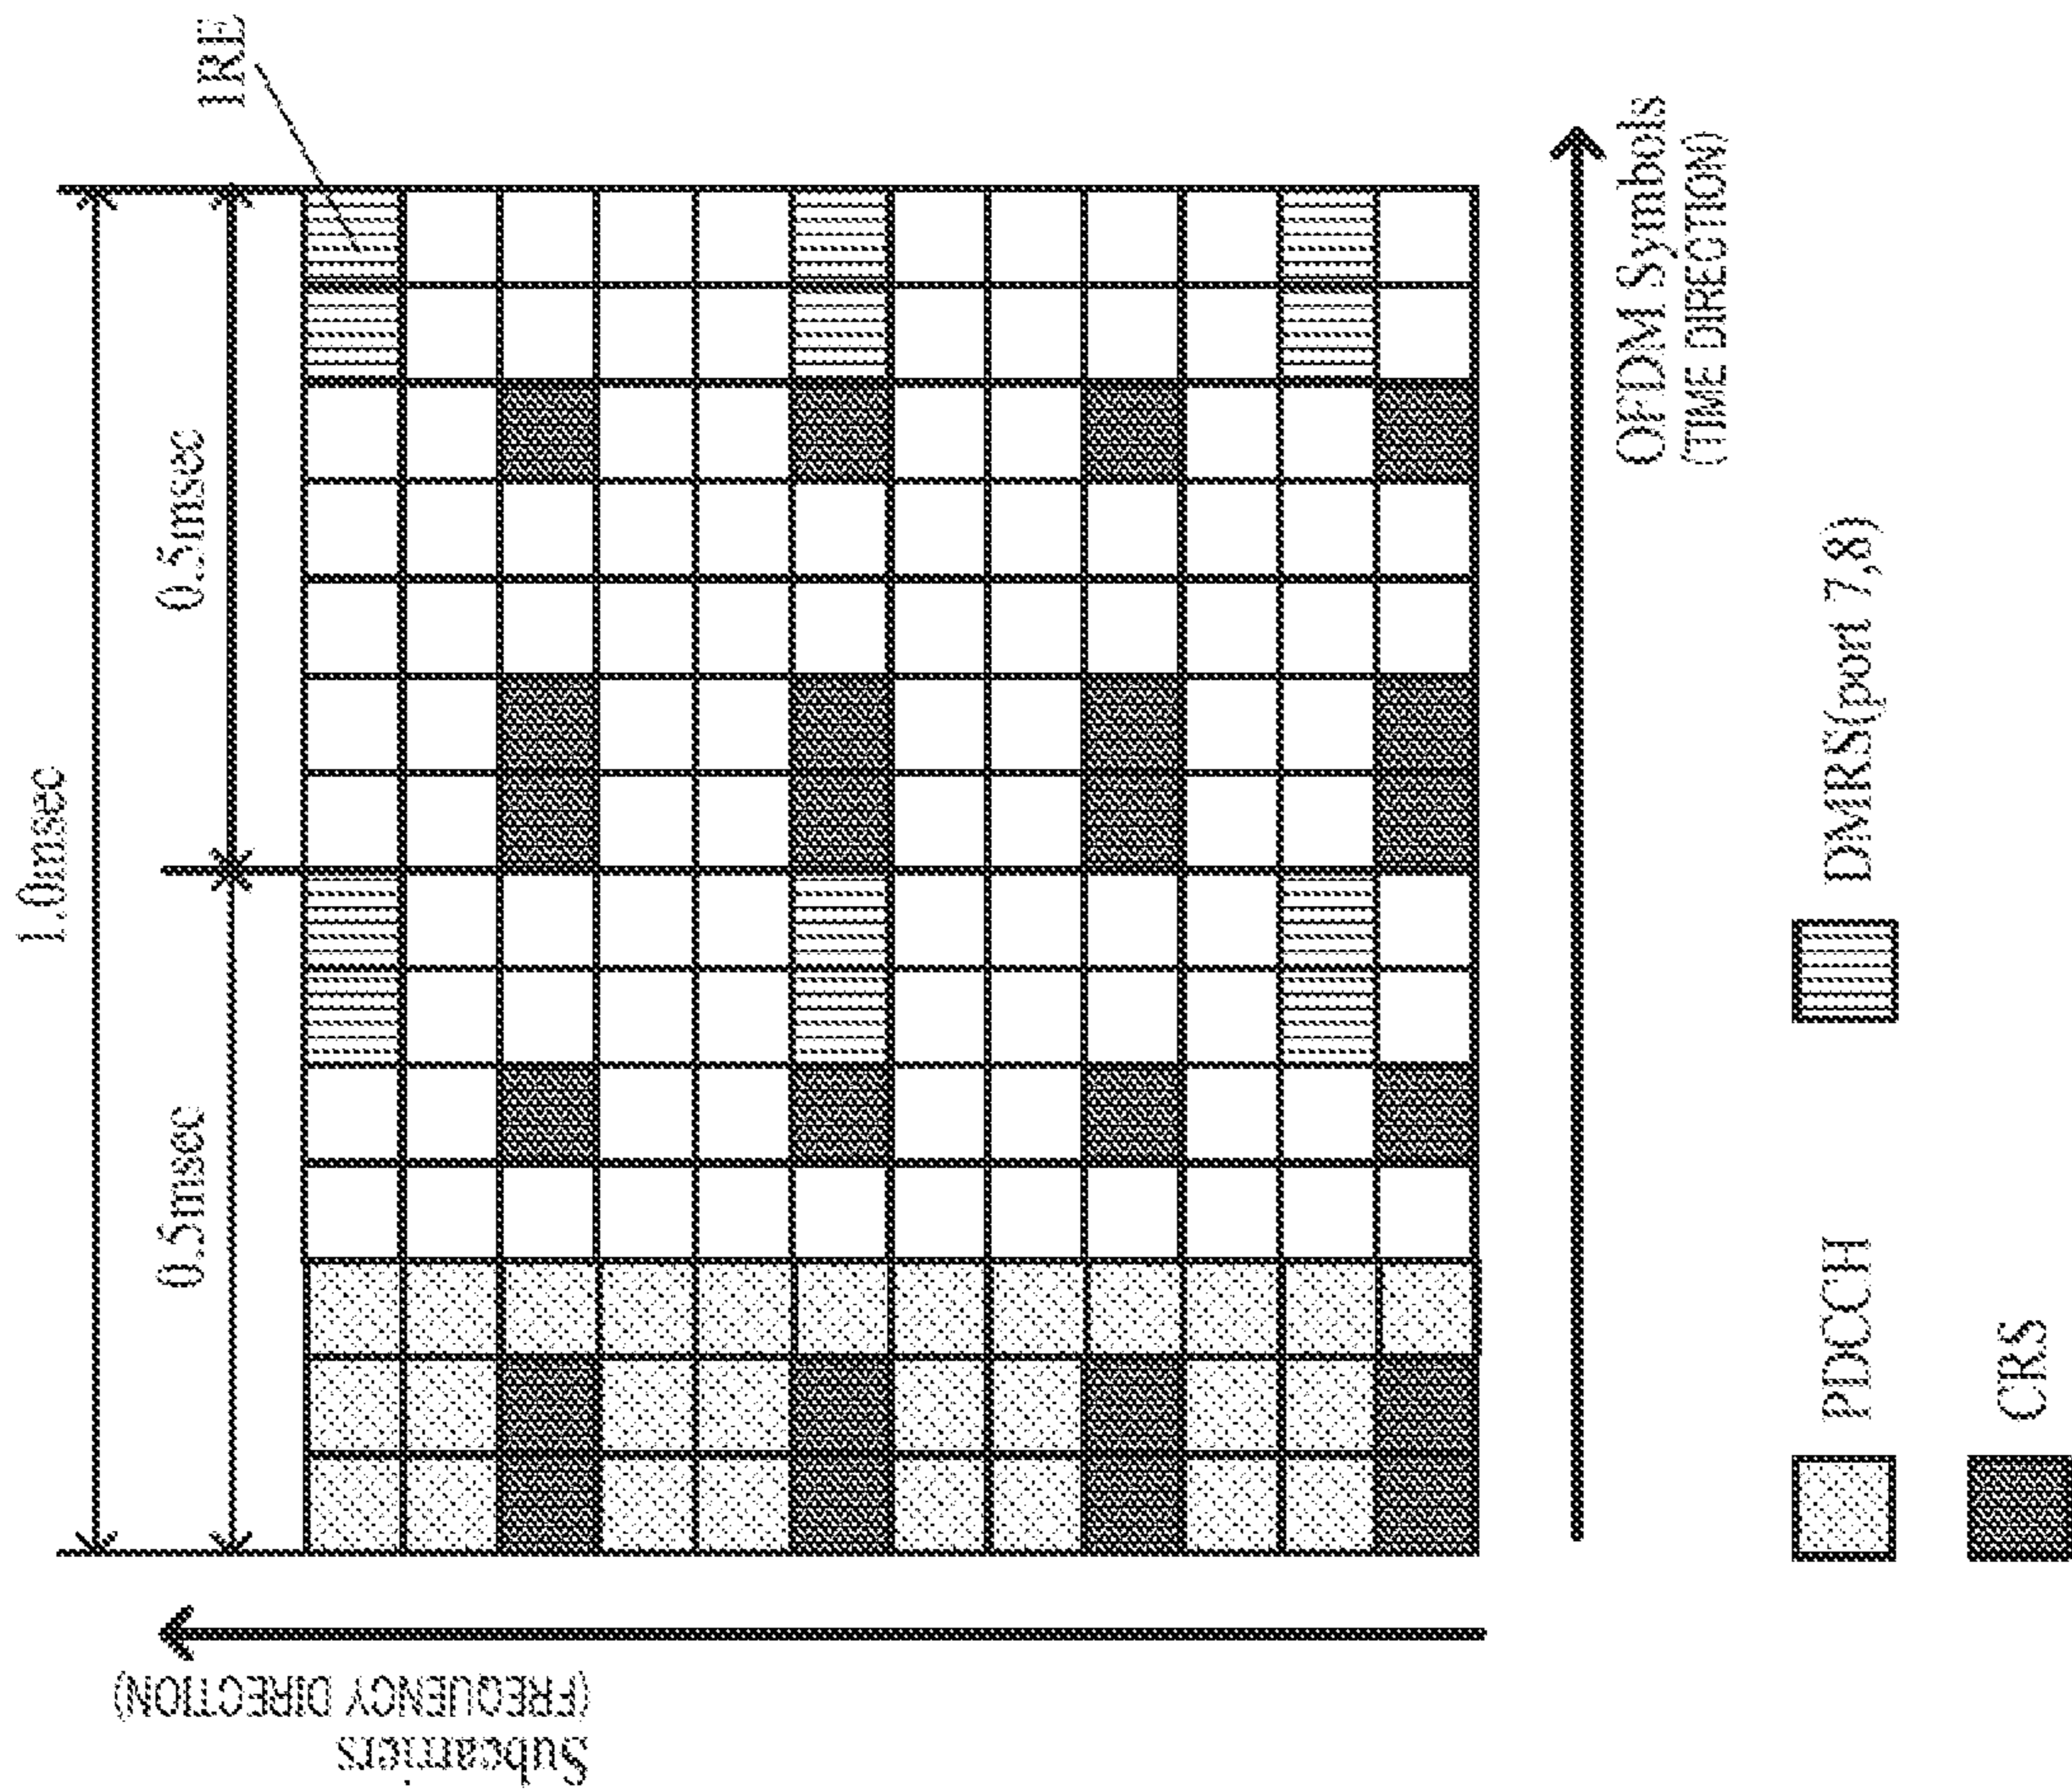 1.0msec
0.5msec
0.5msec
1RE
Subcarriers
(FREQUENCY DIRECTION)
OFDM Symbols
(TIME DIRECTION)
PDCCH
DMRS(port 7,8)
CRS